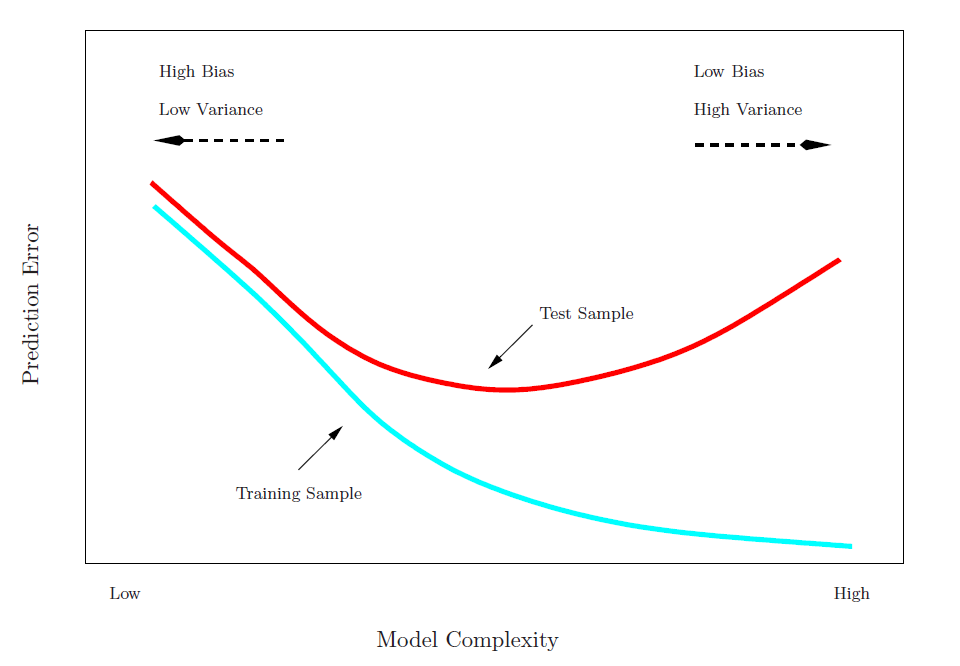 High Bias
Low Bias
Low Variance
High Variance
Prediction Error
Test Sample
Training Sample
Low
High
Model Complexity